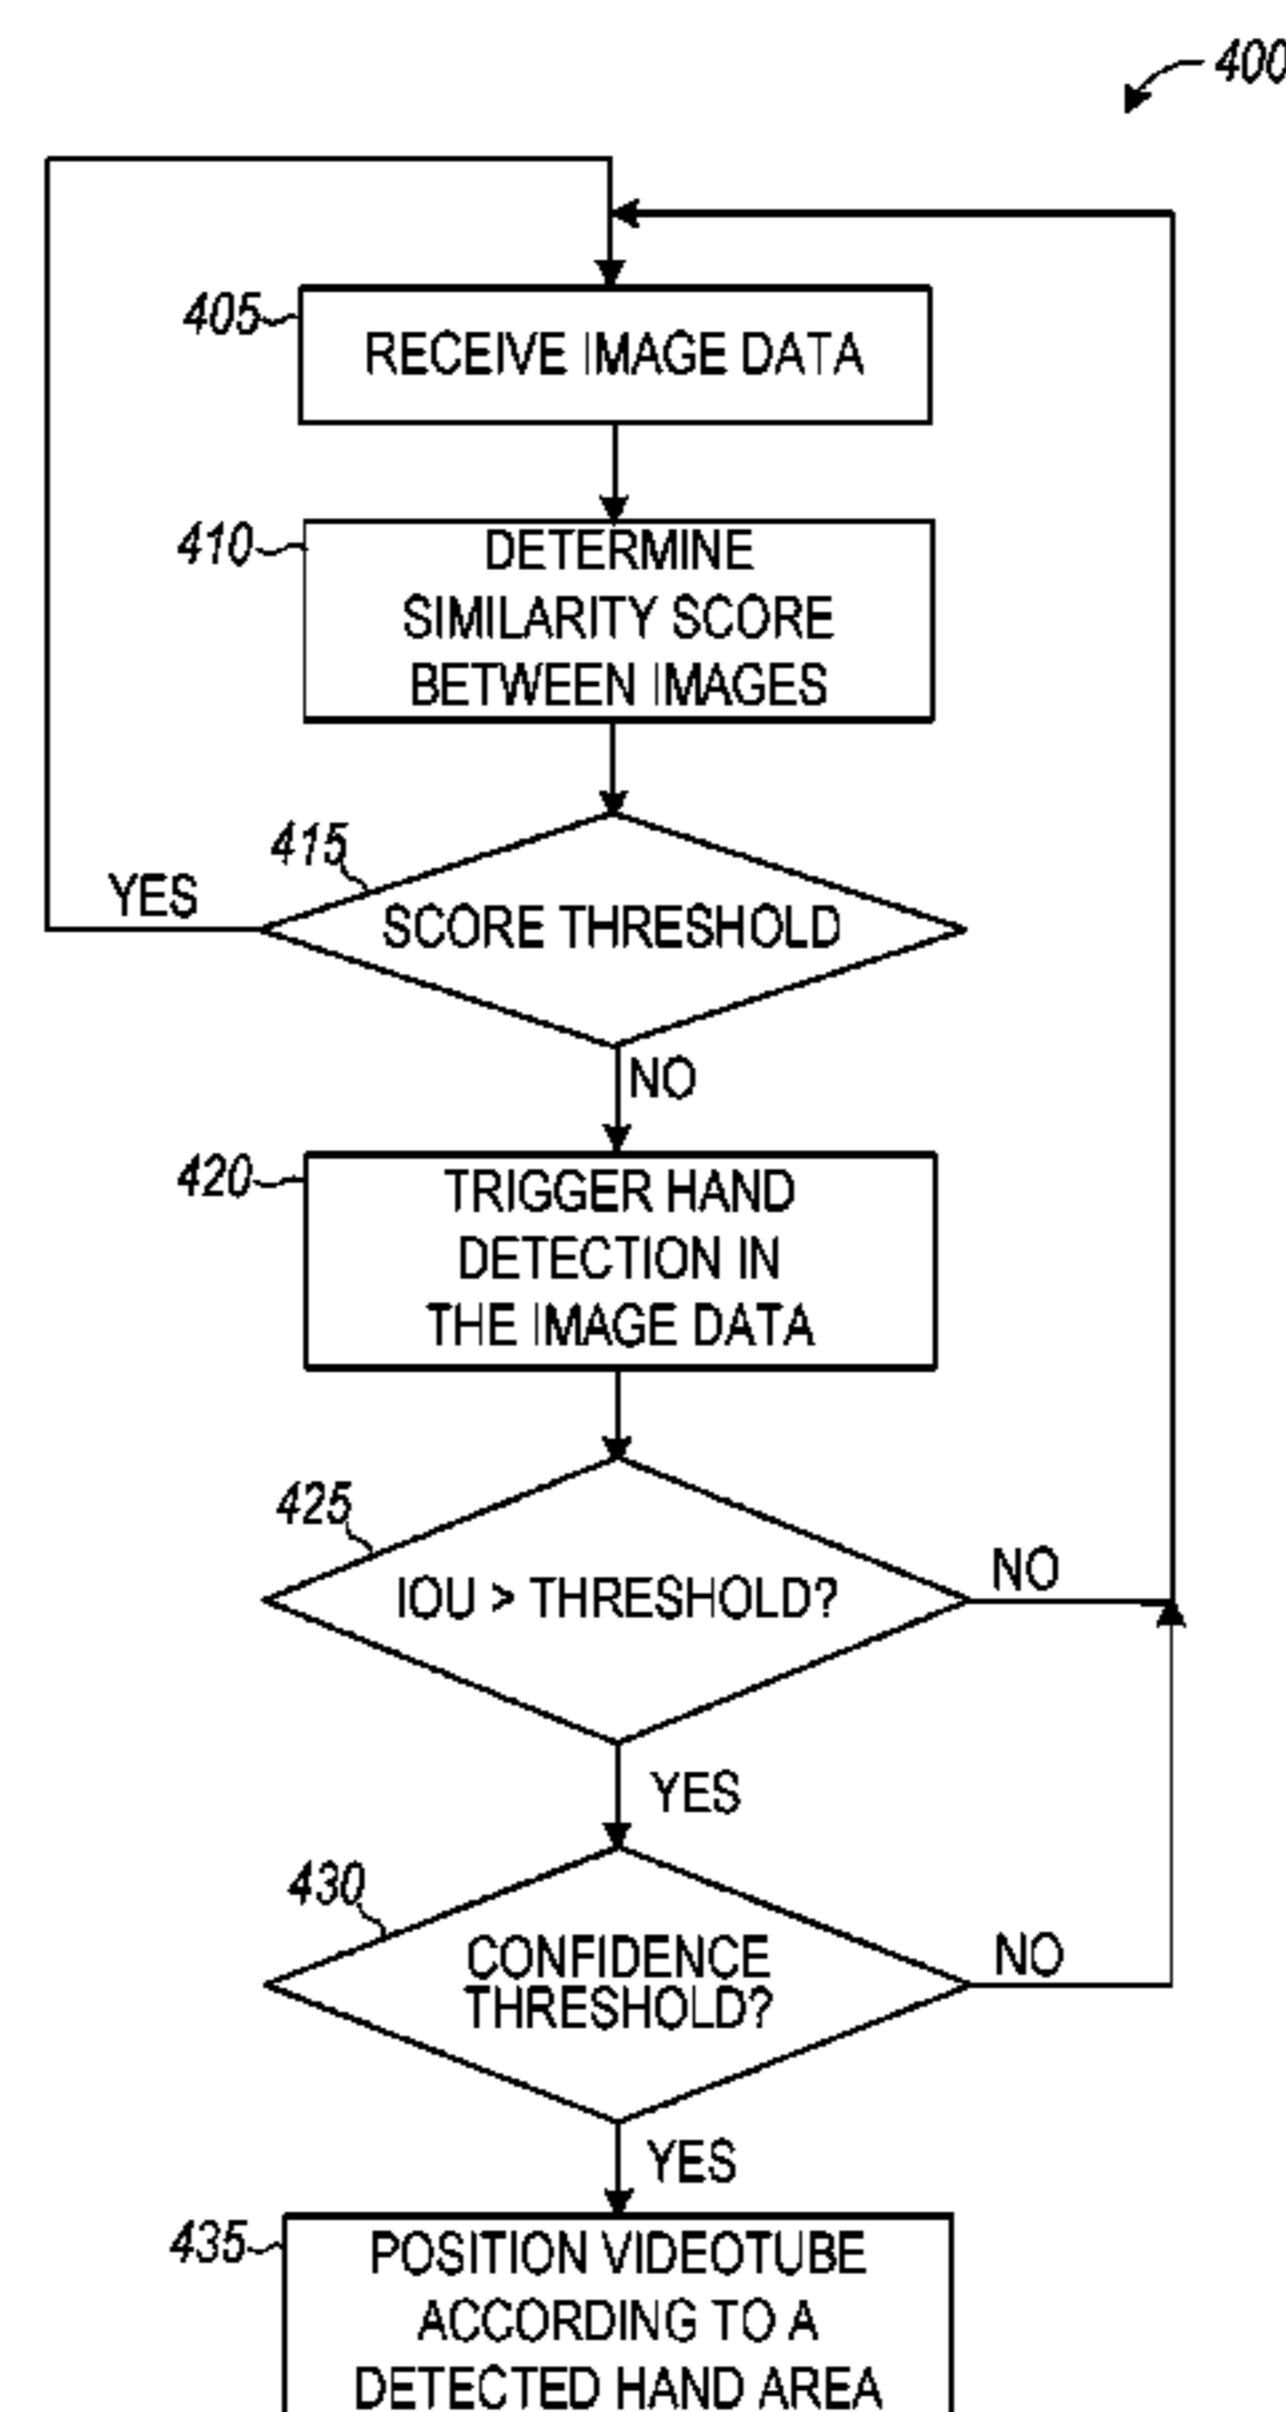 400
405
RECEIVE IMAGE DATA
410
DETERMINE
SIMILARITY SCORE
BETWEEN IMAGES
415
YES
SCORE THRESHOLD
NO
420
TRIGGER HAND
DETECTION IN
THE IMAGE DATA
425
IOU > THRESHOLD?
NO
YES
430
CONFIDENCE
THRESHOLD?
NO
YES
435
POSITION VIDEOTUBE
ACCORDING TO A
DETECTED HAND AREA